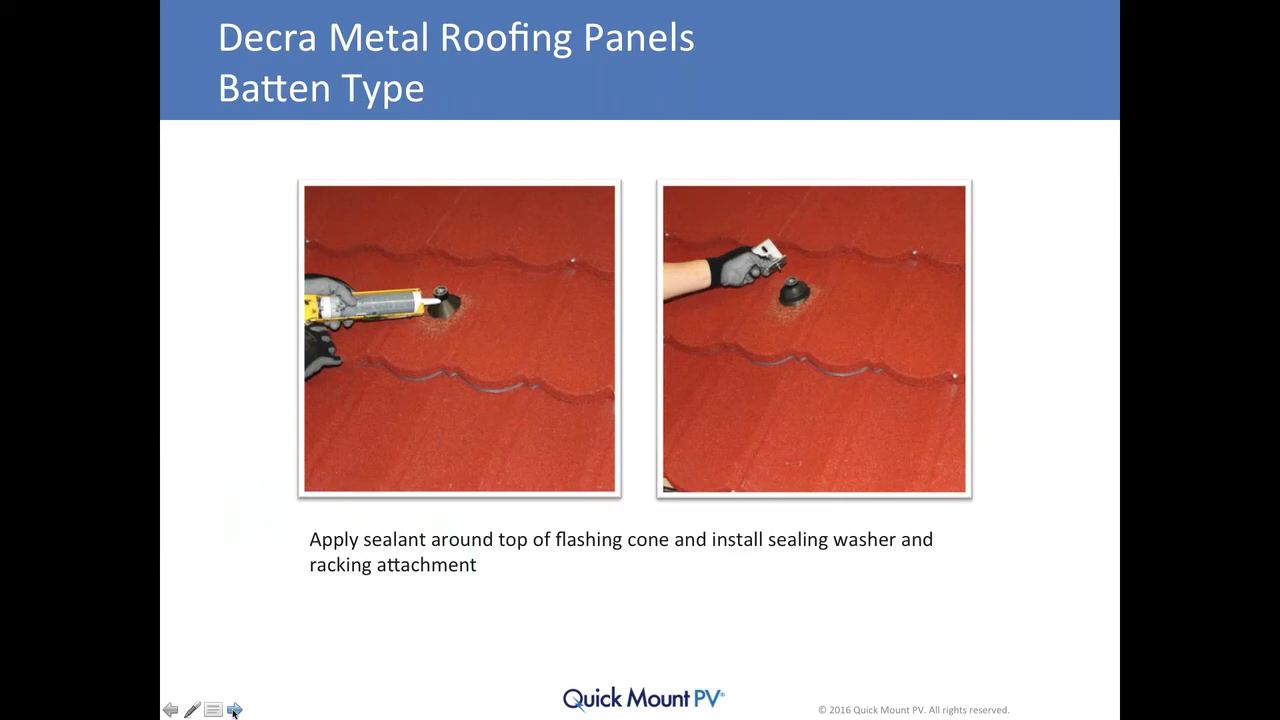 Decra Metal Roofing Panels
Batten Type
Apply sealant around top of flashing cone and install sealing washer and
racking attachment
Quick Mount PV®
© 2016 Quick Mount PV. All rights reserved.